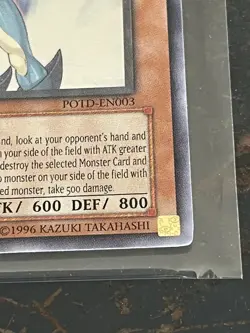 POTD-EN003
nd, look at your opponent's hand and
n your side of the field with ATK greater
destroy the selected Monster Card and
o monster on your side of the field with
ed monster, take 500 damage.
TK/ 600 DEF/ 800
©1996 KAZUKI TAKAHASHI